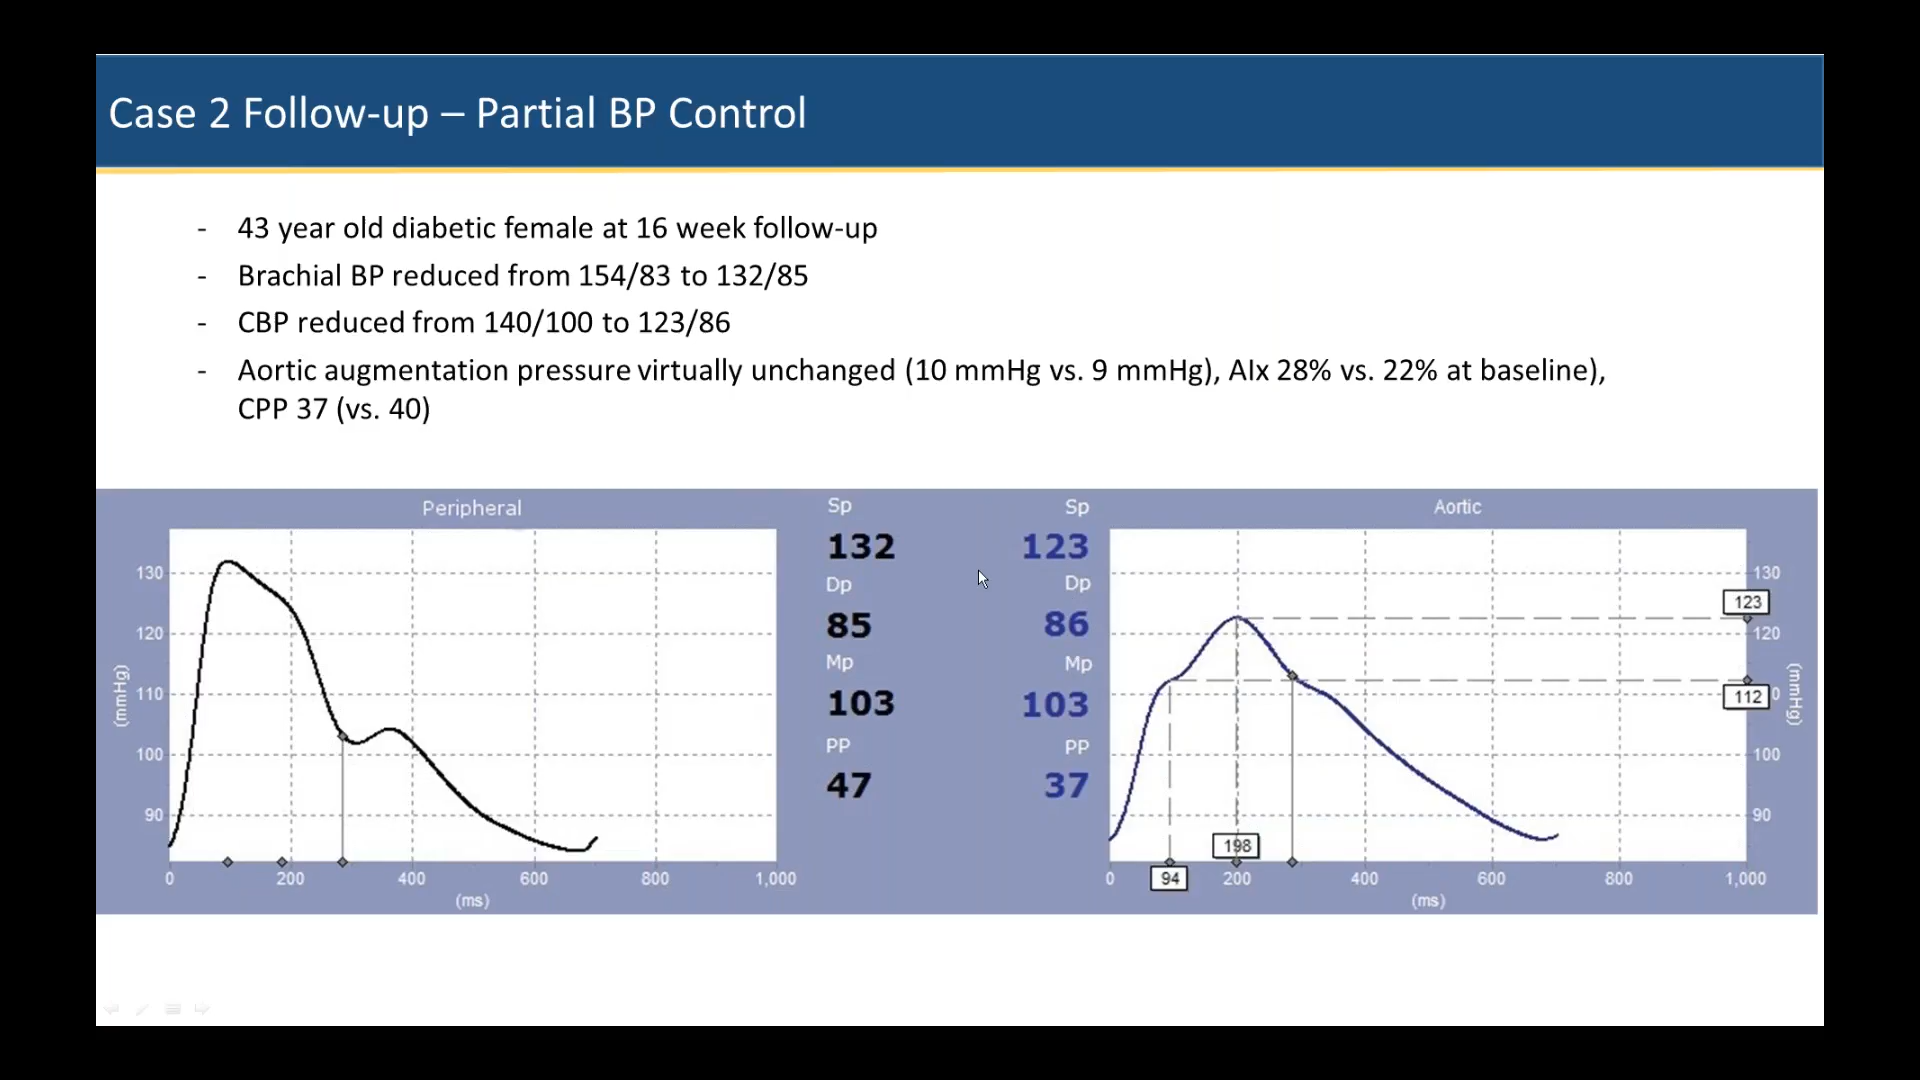 Case 2 Follow-up – Partial BP Control
- 43 year old diabetic female at 16 week follow-up
- Brachial BP reduced from 154/83 to 132/85
- CBP reduced from 140/100 to 123/86
- Aortic augmentation pressure virtually unchanged (10 mmHg vs. 9 mmHg), AIx 28% vs. 22% at baseline),
CPP 37 (vs. 40)
Peripheral
130
120
110
100
90
(mmHg)
0 200 400 600 800 1,000
(ms)
Sp
132
Dp
85
Mp
103
PP
47
Sp
123
Dp
86
Mp
103
PP
37
Aortic
130
123
120
112
0
100
90
(mmHg)
198
0 94 200 400 600 800 1,000
(ms)